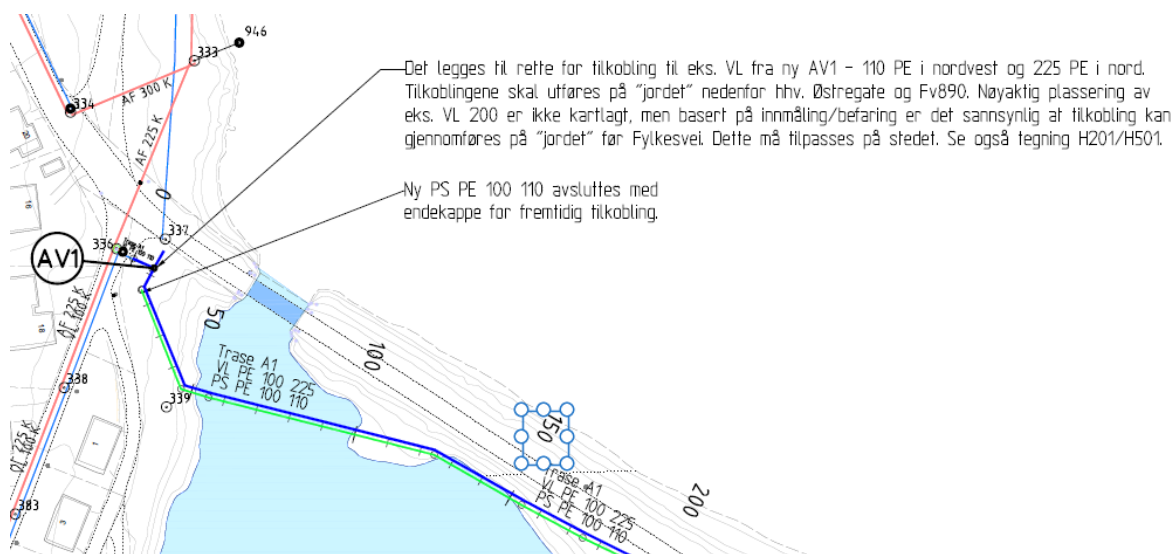 946
333
Det legges til rette for tilkobling til eks. VL fra ny AV1 - 110 PE i nordvest og 225 PE i nord.
Tilkoblingene skal utføres på "jordet" nedenfor hhv. Østregate og Fv890. Nøyaktig plassering av
eks. VL 200 er ikke kartlagt, men basert på innmåling/befaring er det sannsynlig at tilkobling kan
gjennomføres på "jordet" før Fylkesvei. Dette må tilpasses på stedet. Se også tegning H201/H501.
AF 300 K
334
AF 225 K
Ny PS PE 100 110 avsluttes med
endekappe for fremtidig tilkobling.
0
16
336
337
AV1
AF 225 K
VL 160 K
18
50
100
Trase A1
VL PE 100 225
PS PE 100 110
338
339
150
1
Trase A1
VL PE 100 225
PS PE 100 110
200
383
3